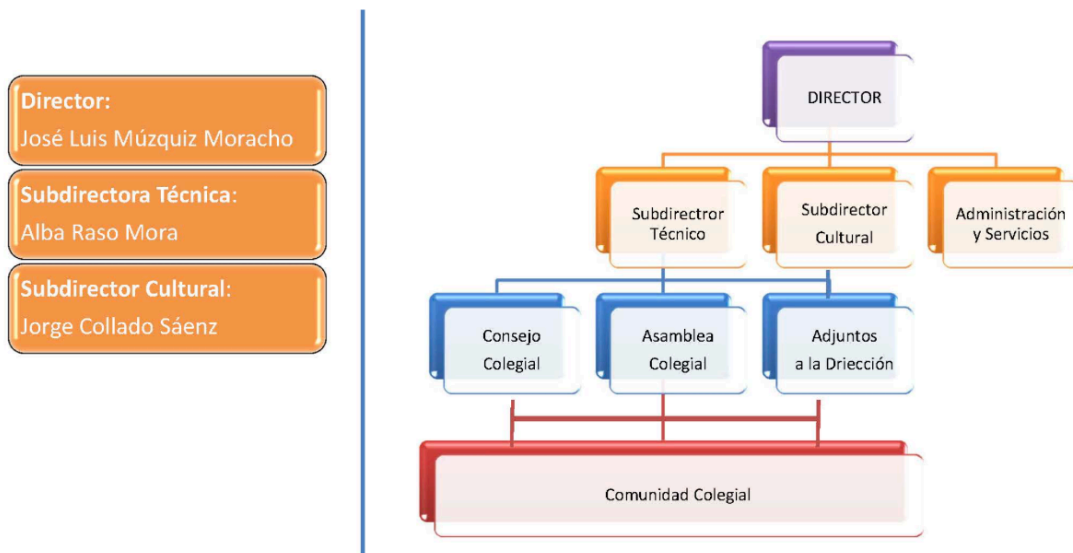 Director:
José Luis Múzquiz Moracho
Subdirectora Técnica:
Alba Raso Mora
Subdirector Cultural:
Jorge Collado Sáenz
DIRECTOR
Subdirectror
Técnico
Subdirector
Cultural
Administración
y Servicios
Consejo
Colegial
Asamblea
Colegial
Adjuntos
a la Driección
Comunidad Colegial